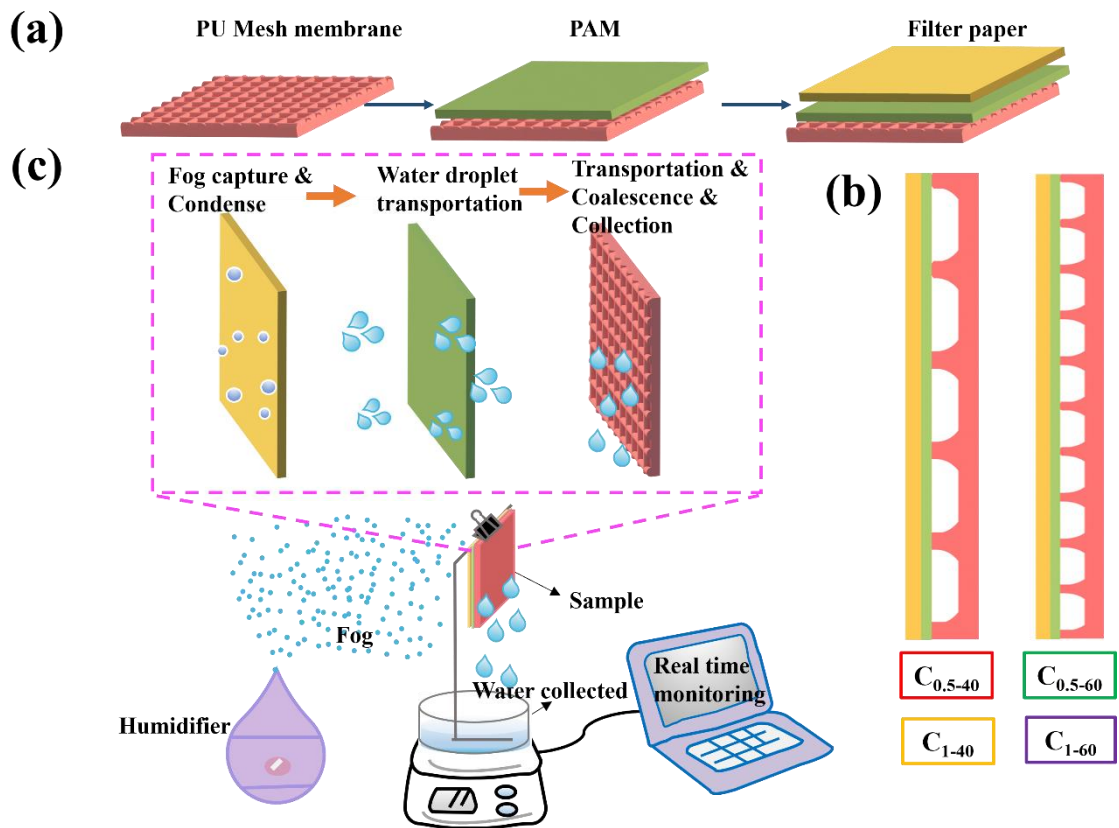 (a)
PU Mesh membrane
PAM
Filter paper
(c)
Fog capture &
Condense
Water droplet
transportation
Transportation &
Coalescence &
Collection
(b)
Sample
Fog
Humidifier
Water collected
Real time
monitoring
C0.5-40
C0.5-60
C1-40
C1-60